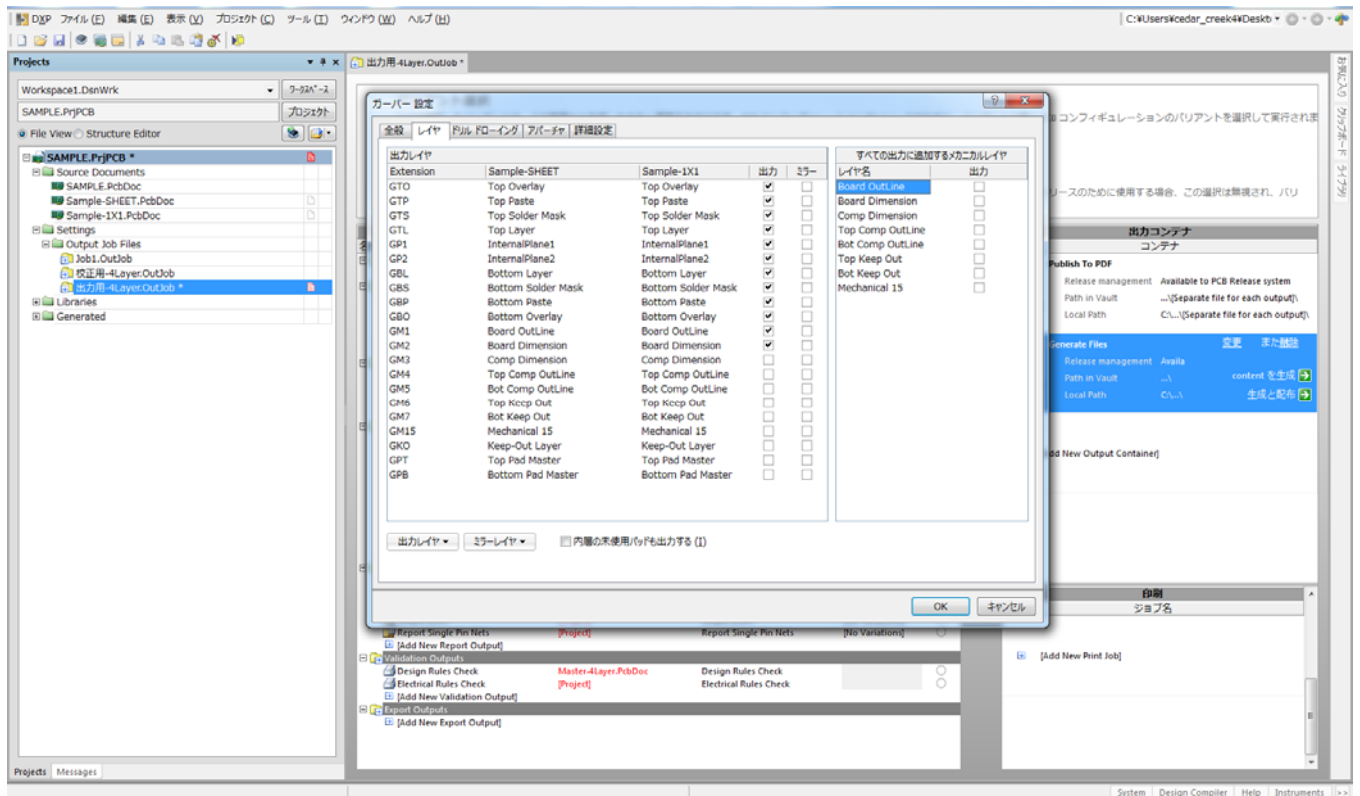 DXP ファイル (F) 編集 (E) 表示 (V) プロジェクト (C) ツール (T) ウィンドウ (W) ヘルプ (H)
C:¥Users¥cedar_creek4¥Deskto
Projects
出力用-4Layer.OutJob *
Workspace1.DsnWrk
ワークスペース
SAMPLE.PrjPCB
プロジェクト
File View
Structure Editor
SAMPLE.PrjPCB *
Source Documents
SAMPLE.PcbDoc
Sample-SHEET.PcbDoc
Sample-1X1.PcbDoc
Settings
Output Job Files
Job1.OutJob
校正用-4Layer.OutJob
出力用-4Layer.OutJob *
Libraries
Generated
ガーバー 設定
全般 レイヤ ドリル ドローイング アパーチャ 詳細設定
出力レイヤ
Extension Sample-SHEET Sample-1X1 出力 ミラー
GTO Top Overlay Top Overlay
GTP Top Paste Top Paste
GTS Top Solder Mask Top Solder Mask
GTL Top Layer Top Layer
GP1 InternalPlane1 InternalPlane1
GP2 InternalPlane2 InternalPlane2
GBL Bottom Layer Bottom Layer
GBS Bottom Solder Mask Bottom Solder Mask
GBP Bottom Paste Bottom Paste
GBO Bottom Overlay Bottom Overlay
GM1 Board OutLine Board OutLine
GM2 Board Dimension Board Dimension
GM3 Comp Dimension Comp Dimension
GM4 Top Comp OutLine Top Comp OutLine
GM5 Bot Comp OutLine Bot Comp OutLine
GM6 Top Keep Out Top Keep Out
GM7 Bot Keep Out Bot Keep Out
GM15 Mechanical 15 Mechanical 15
GKO Keep-Out Layer Keep-Out Layer
GPT Top Pad Master Top Pad Master
GPB Bottom Pad Master Bottom Pad Master
すべての出力に追加するメカニカルレイヤ
レイヤ名 出力
Board OutLine
Board Dimension
Comp Dimension
Top Comp OutLine
Bot Comp OutLine
Top Keep Out
Bot Keep Out
Mechanical 15
出力レイヤ
ミラーレイヤ
内層の未使用パッドも出力する (I)
OK
キャンセル
コンフィギュレーションのバリアントを選択して実行されま
リースのために使用する場合、この選択は無視され、バリ
出力コンテナ
コンテナ
Publish To PDF
Release management Available to PCB Release system
Path in Vault ...\[Separate file for each output]\
Local Path C:\...\[Separate file for each output]\
Generate Files 変更 また削除
Release management Availa
Path in Vault ...\ content を生成
Local Path C:\...\ 生成と配布
dd New Output Container]
印刷
ジョブ名
[Add New Print Job]
Report Single Pin Nets [Project] Report Single Pin Nets [No Variations]
[Add New Report Output]
Validation Outputs
Design Rules Check Master-4Layer.PcbDoc Design Rules Check
Electrical Rules Check [Project] Electrical Rules Check
[Add New Validation Output]
Export Outputs
[Add New Export Output]
お気に入り
クリップボード
ライブラリ
Projects Messages
System Design Compiler Help Instruments >>